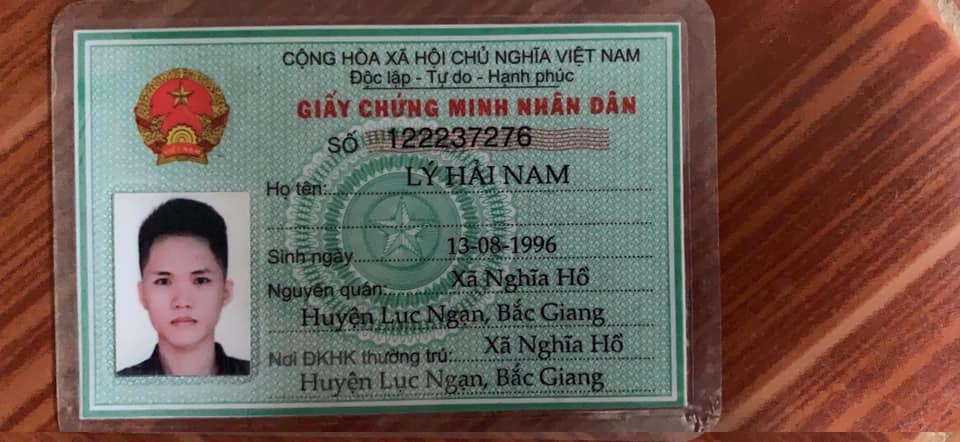 CỘNG HÒA XÃ HỘI CHỦ NGHĨA VIỆT NAM
Độc lập - Tự do - Hạnh phúc
GIẤY CHỨNG MINH NHÂN DÂN
SỐ 122237276
Họ tên: LÝ HẢI NAM
Sinh ngày 13-08-1996
Nguyên quán: Xã Nghĩa Hồ
Huyện Lục Ngạn, Bắc Giang
Nơi ĐKHK thường trú: Xã Nghĩa Hồ
Huyện Lục Ngạn, Bắc Giang
VIỆT NAM